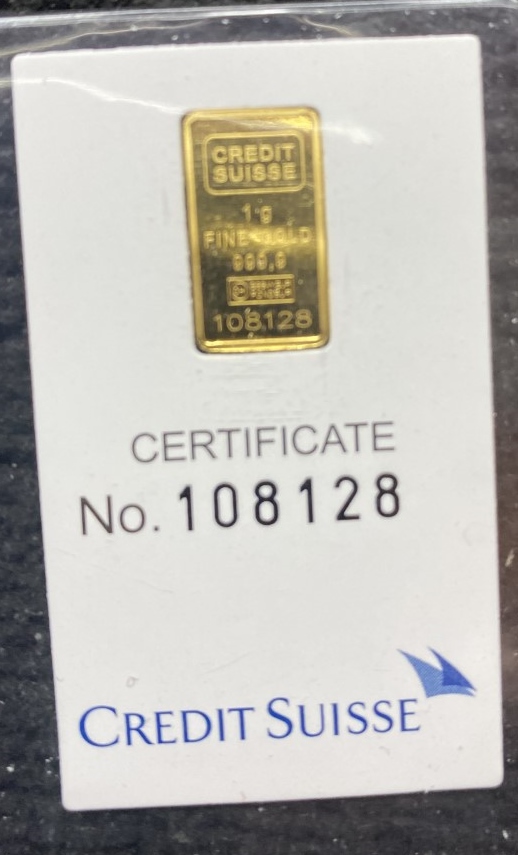 CREDIT
SUISSE
1 g
FINE GOLD
999,9
108128
CERTIFICATE
No. 108128
CREDIT SUISSE